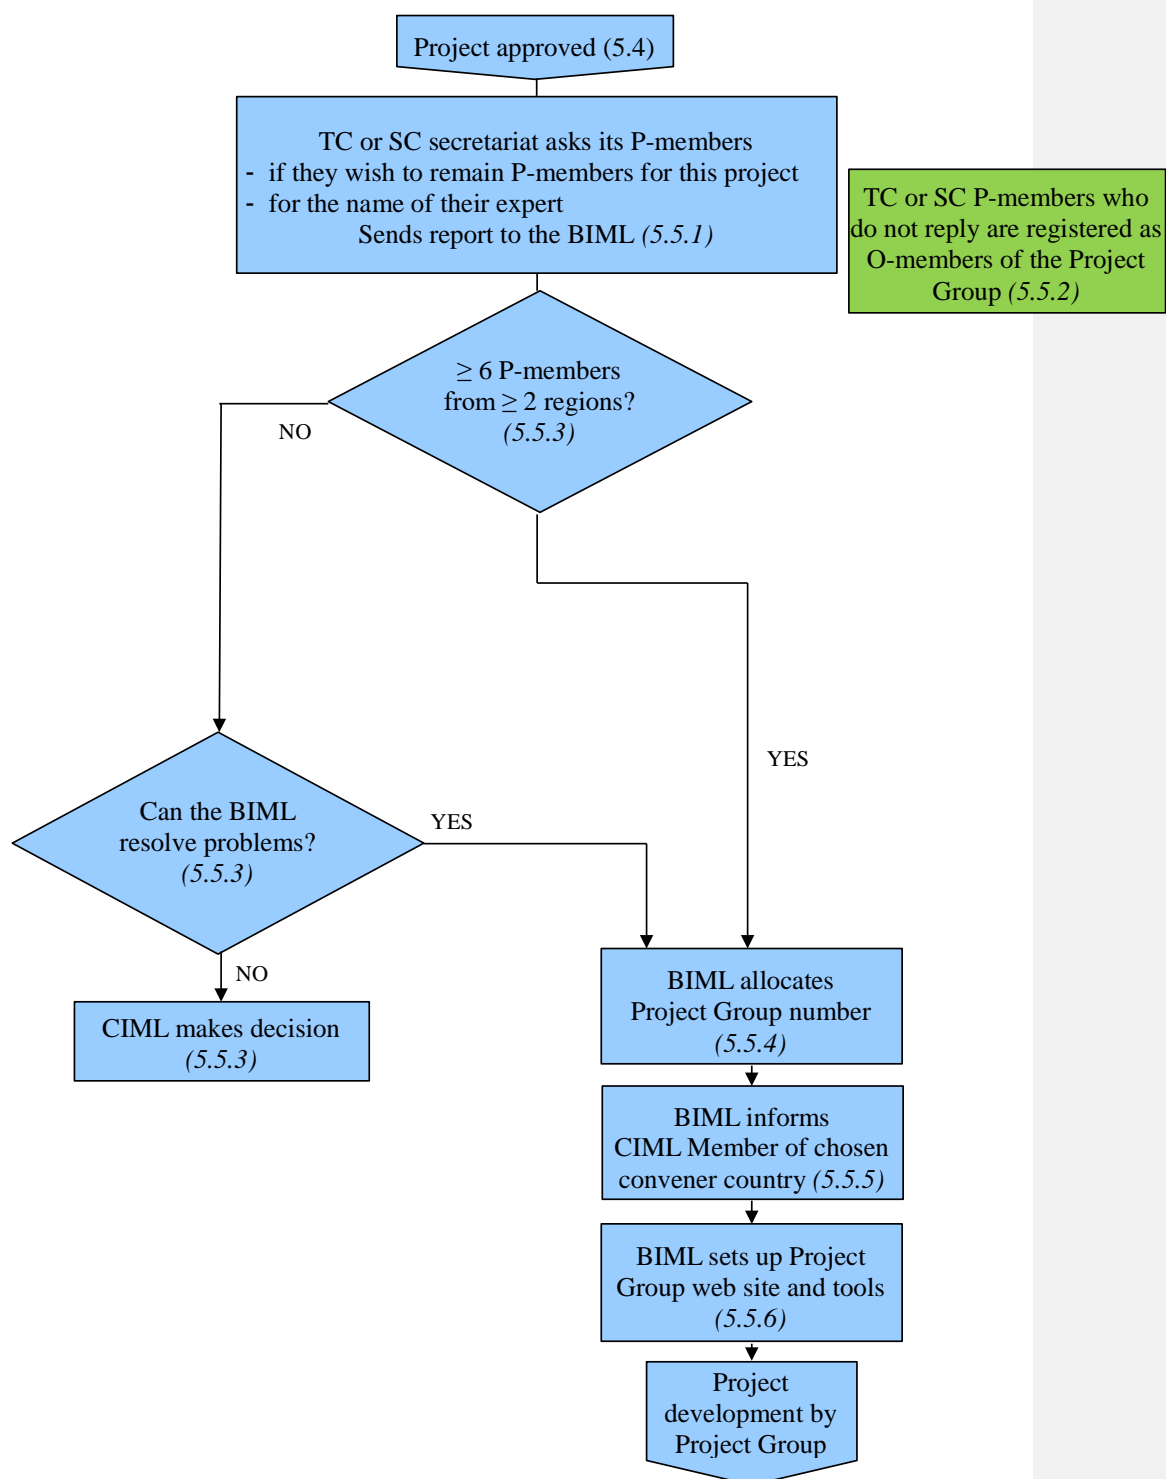 Project approved (5.4)
TC or SC secretariat asks its P-members
- if they wish to remain P-members for this project
- for the name of their expert
Sends report to the BIML (5.5.1)
TC or SC P-members who
do not reply are registered as
O-members of the Project
Group (5.5.2)
≥ 6 P-members
from ≥ 2 regions?
(5.5.3)
NO
YES
Can the BIML
resolve problems?
(5.5.3)
YES
NO
CIML makes decision
(5.5.3)
BIML allocates
Project Group number
(5.5.4)
BIML informs
CIML Member of chosen
convener country (5.5.5)
BIML sets up Project
Group web site and tools
(5.5.6)
Project
development by
Project Group